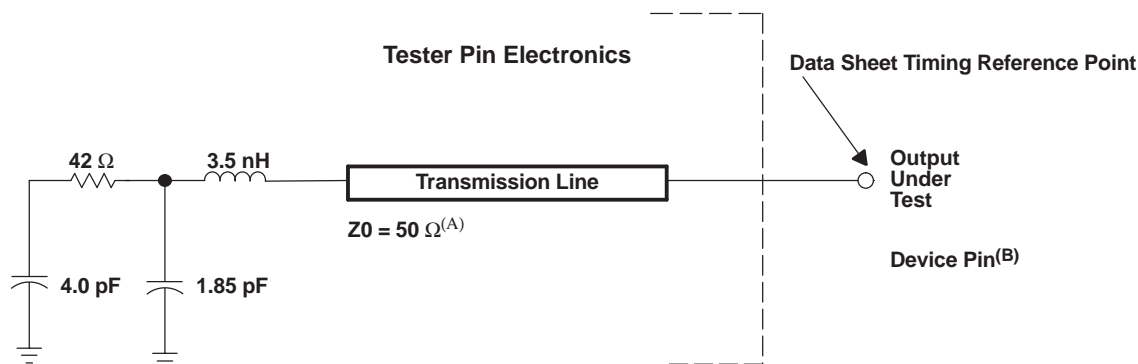 Tester Pin Electronics
Data Sheet Timing Reference Point
42 Ω
3.5 nH
Transmission Line
Output
Under
Test
Z0 = 50 Ω(A)
Device Pin(B)
4.0 pF
1.85 pF